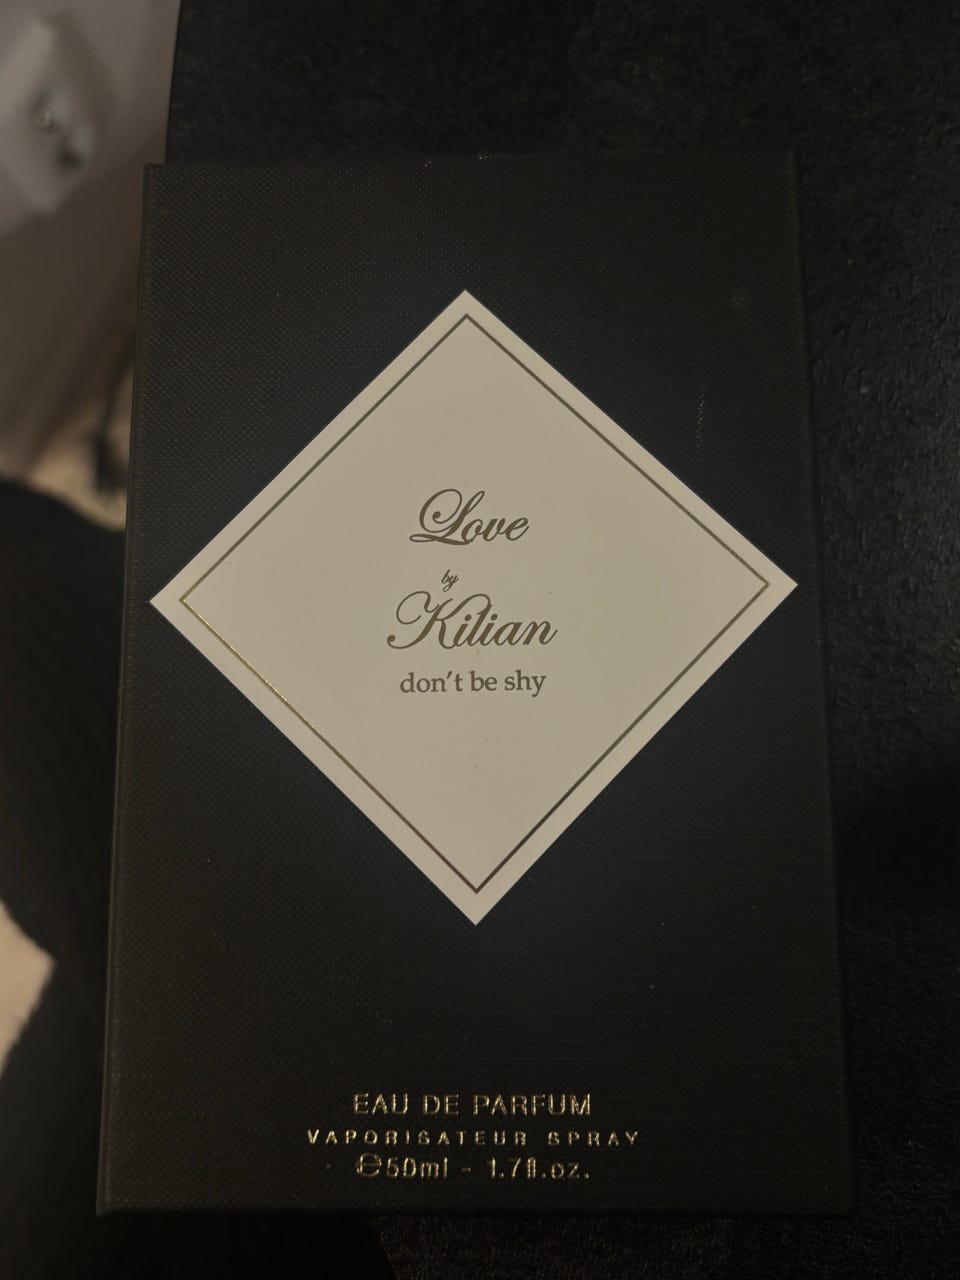 Love
by
Kilian
don't be shy
EAU DE PARFUM
VAPORISATEUR SPRAY
℮50ml - 1.7fl.oz.